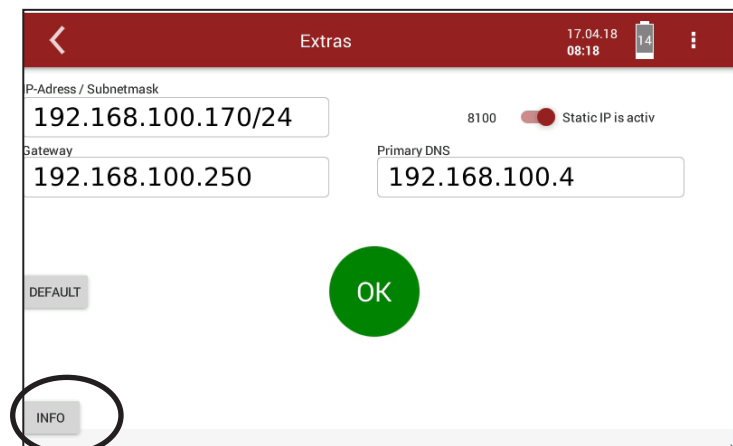 Extras
17.04.18
08:18
14
IP-Adress / Subnetmask
192.168.100.170/24
8100 Static IP is activ
Gateway
192.168.100.250
Primary DNS
192.168.100.4
DEFAULT
OK
INFO